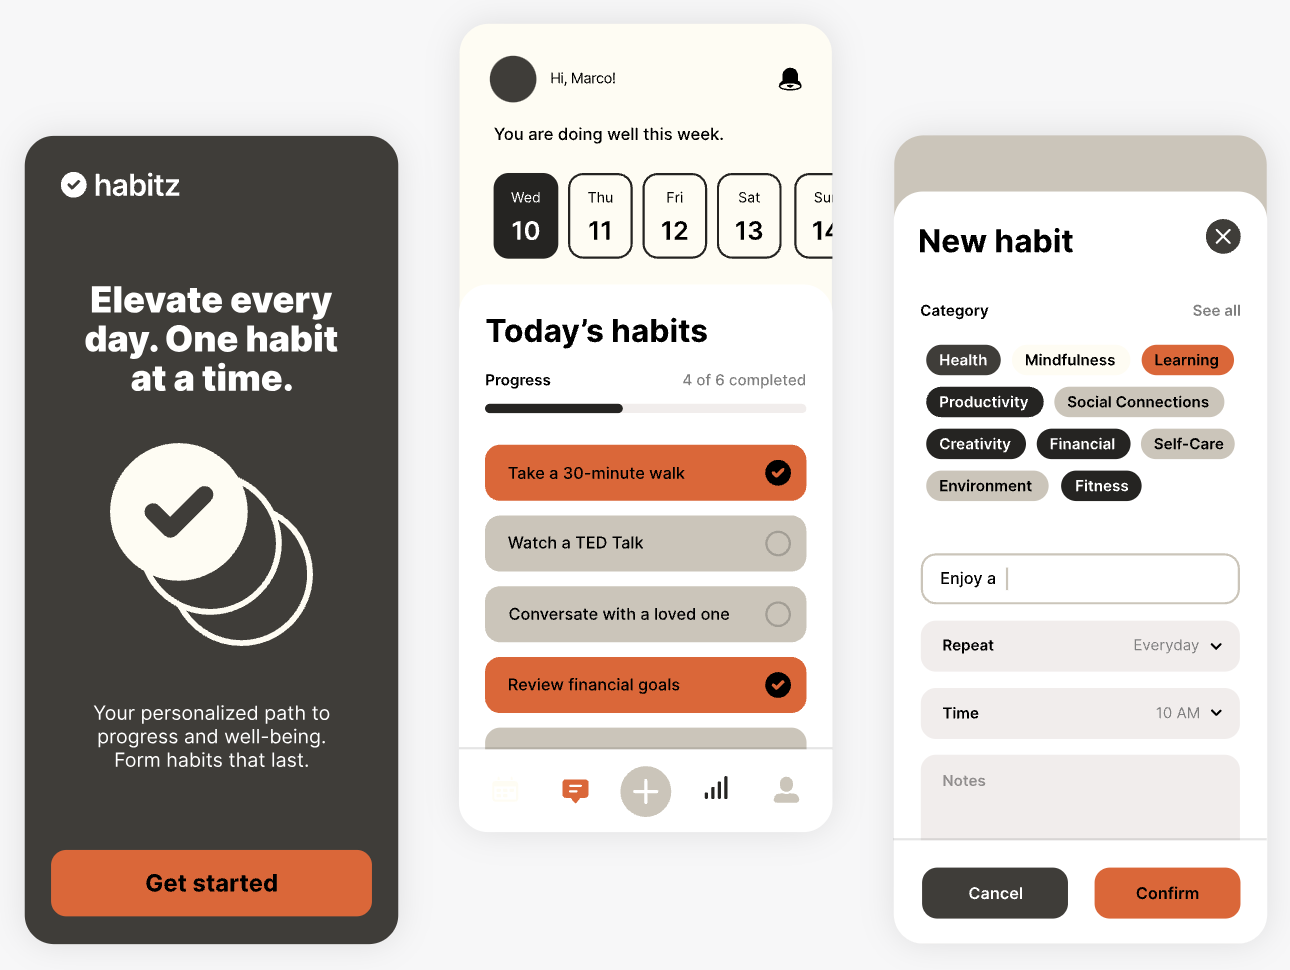 habitz
Elevate every
day. One habit
at a time.
Your personalized path to
progress and well-being.
Form habits that last.
Get started
Hi, Marco!
You are doing well this week.
Wed Thu Fri Sat Sun
10 11 12 13 14
Today’s habits
Progress 4 of 6 completed
Take a 30-minute walk
Watch a TED Talk
Conversate with a loved one
Review financial goals
New habit
Category See all
Health Mindfulness Learning
Productivity Social Connections
Creativity Financial Self-Care
Environment Fitness
Enjoy a
Repeat Everyday
Time 10 AM
Notes
Cancel Confirm